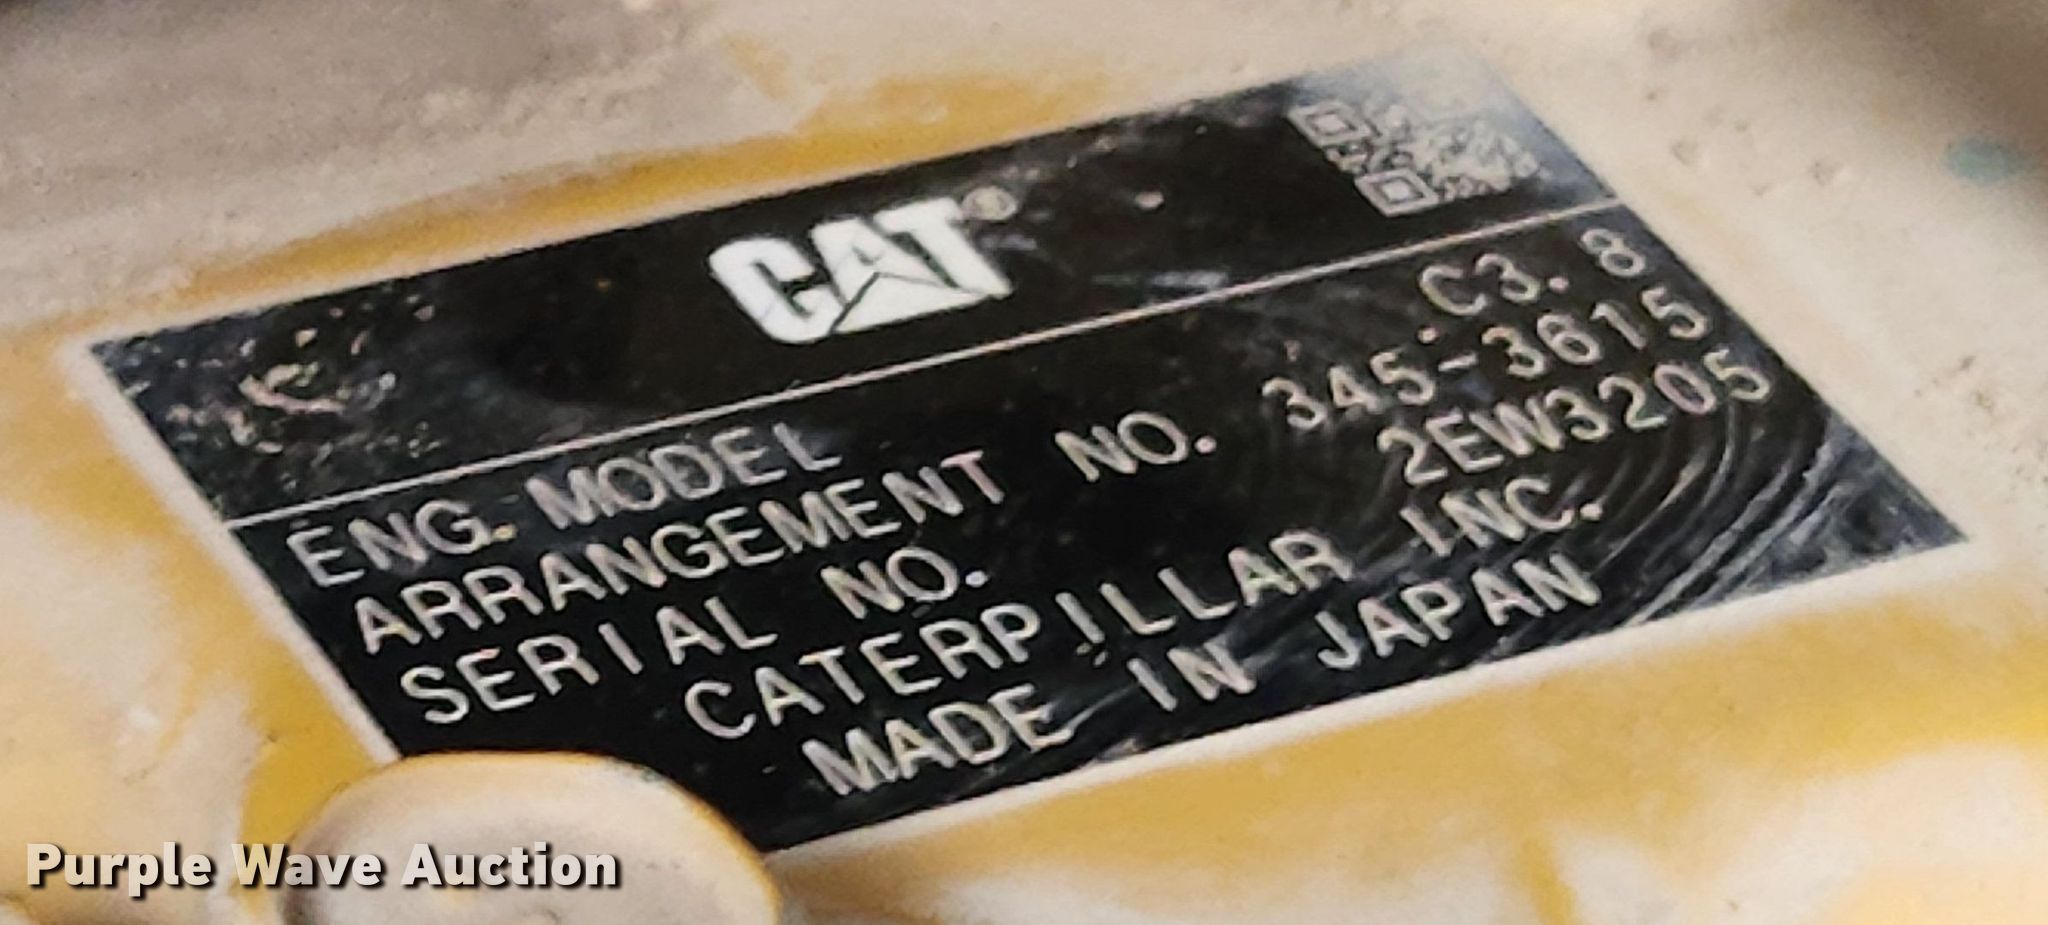 CAT®
ENG. MODEL C3.8
ARRANGEMENT NO. 345-3615
SERIAL NO. 2EW3205
CATERPILLAR INC.
MADE IN JAPAN
Purple Wave Auction